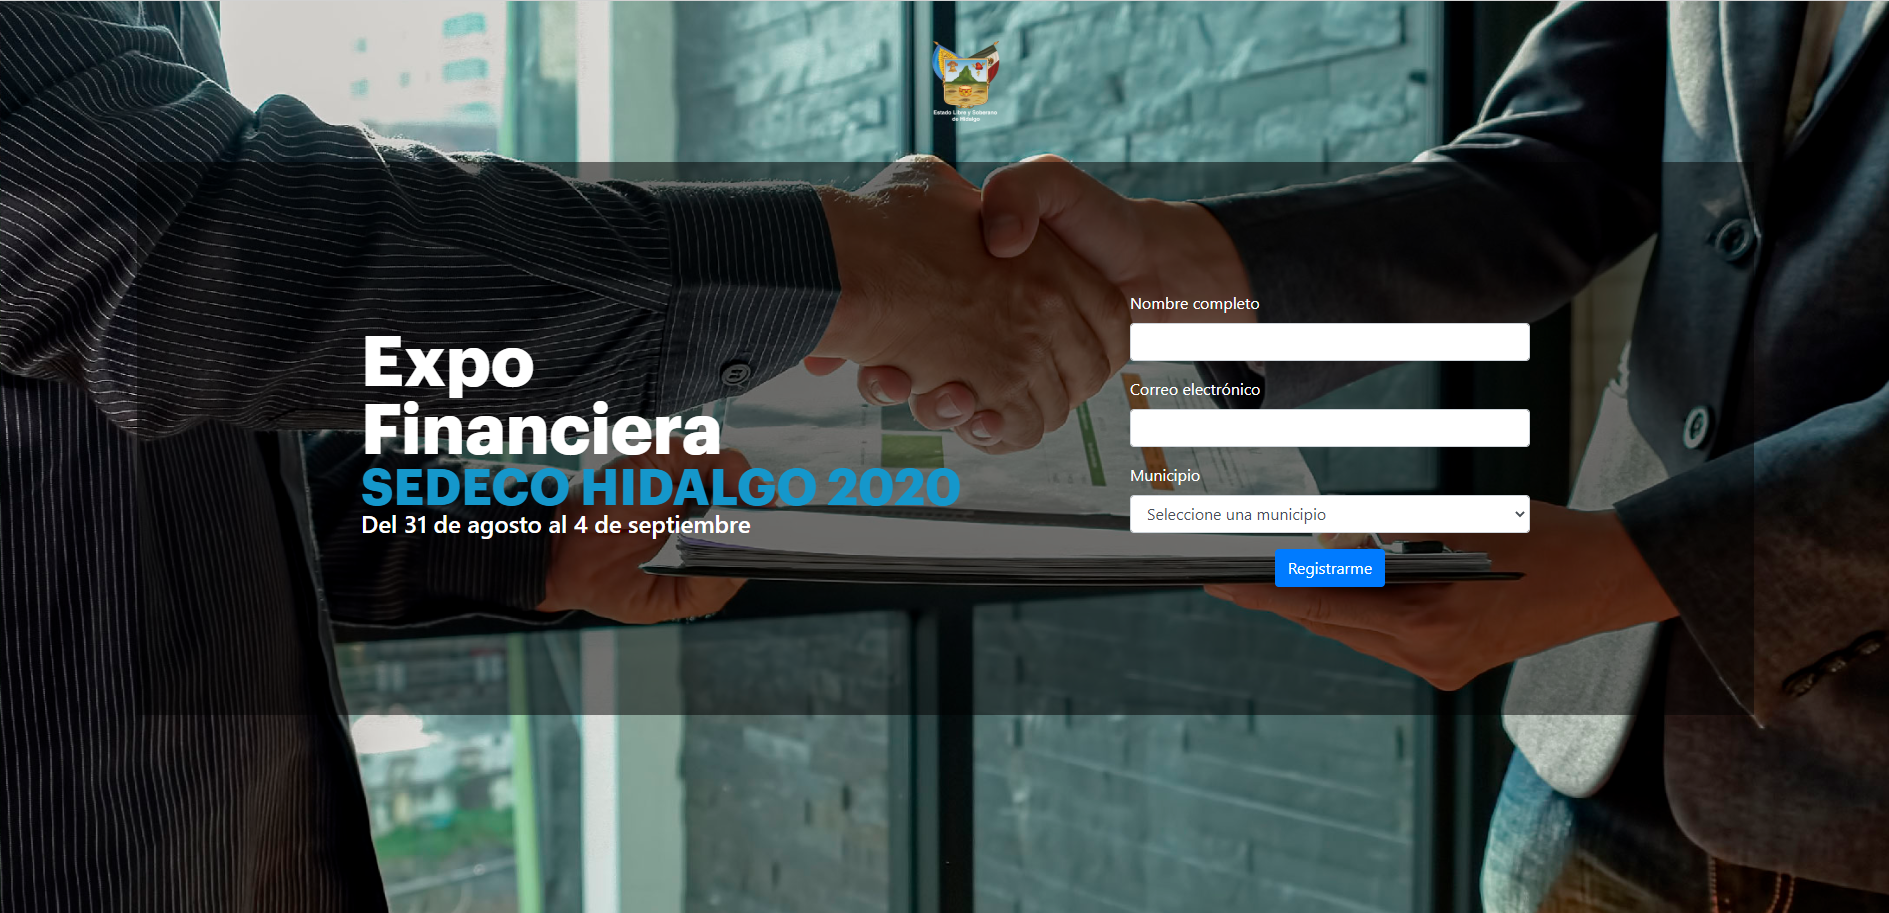 Estado Libre y Soberano
de Hidalgo
Expo
Financiera
SEDECO HIDALGO 2020
Del 31 de agosto al 4 de septiembre
Nombre completo
Correo electrónico
Municipio
Seleccione una municipio
Registrarme